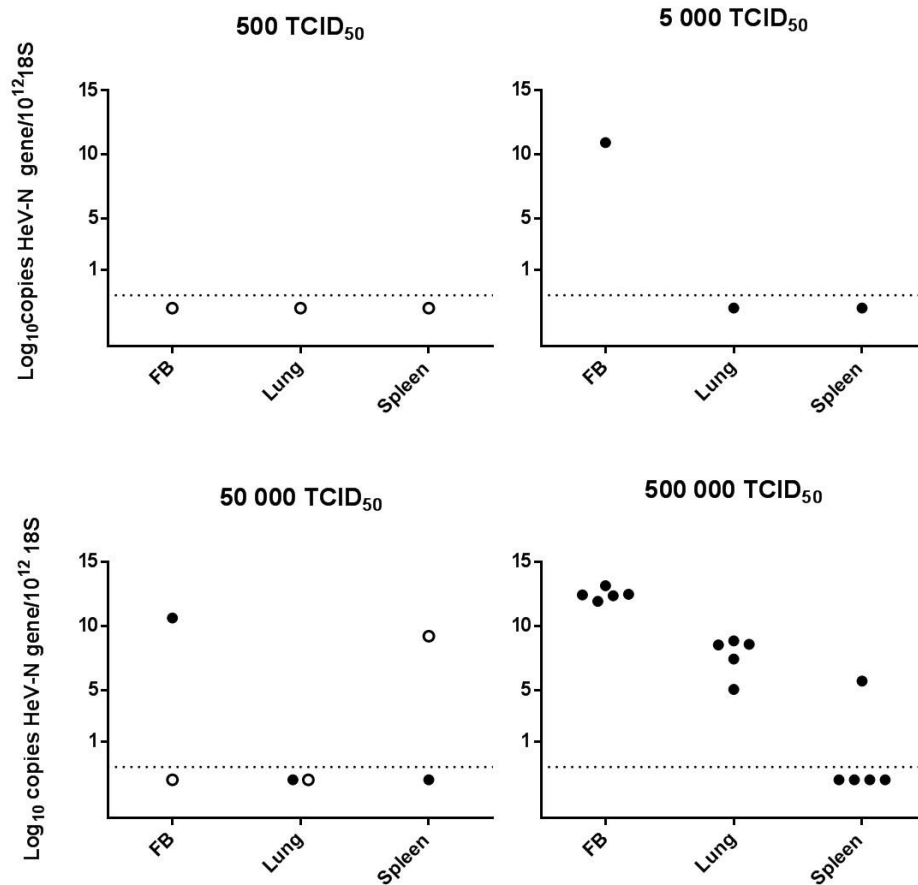 500 TCID₅₀
Log₁₀copies HeV-N gene/10¹²18S
15
10
5
1
FB
Lung
Spleen
5 000 TCID₅₀
15
10
5
1
FB
Lung
Spleen
50 000 TCID₅₀
Log₁₀ copies HeV-N gene/10¹² 18S
15
10
5
1
FB
Lung
Spleen
500 000 TCID₅₀
15
10
5
1
FB
Lung
Spleen